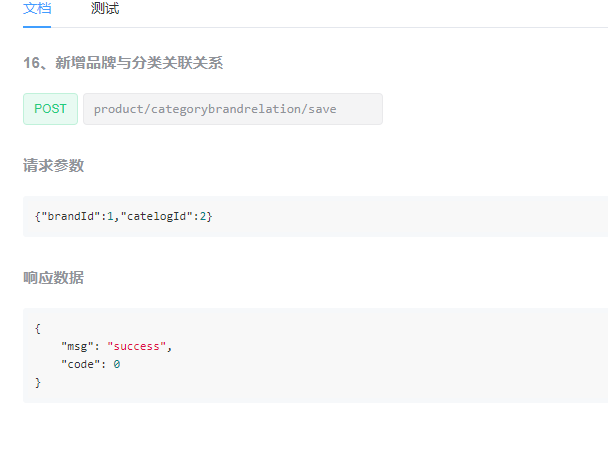 文档 测试
16、新增品牌与分类关联关系
POST product/categorybrandrelation/save
请求参数
{"brandId":1,"catelogId":2}
响应数据
{
    "msg": "success",
    "code": 0
}